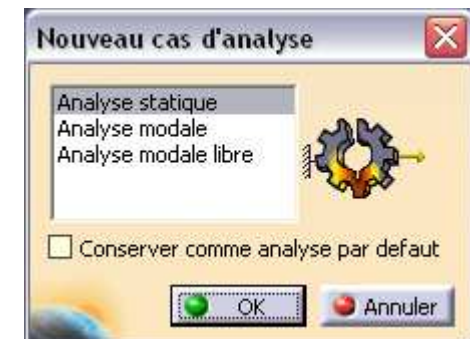 Nouveau cas d'analyse
Analyse statique
Analyse modale
Analyse modale libre
Conserver comme analyse par defaut
OK
Annuler